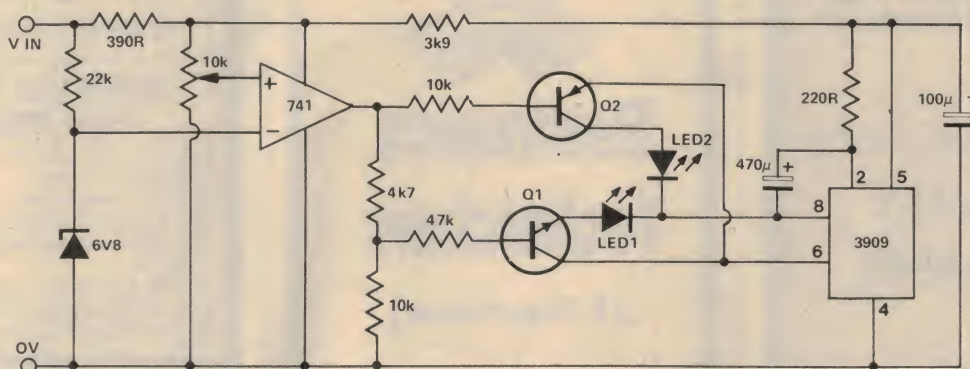 V IN
390R
3k9
22k
10k
+
−
741
10k
Q2
LED2
220R
100µ
+
470µ
+
2
5
4k7
Q1
47k
LED1
8
6
3909
6V8
10k
4
0V